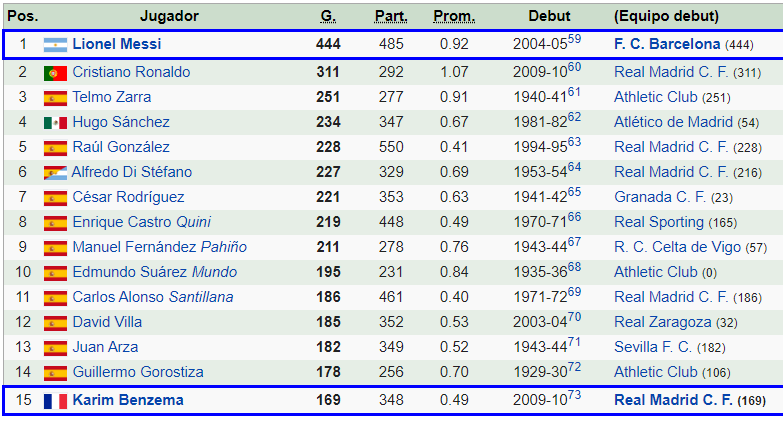 Pos. Jugador G. Part. Prom. Debut (Equipo debut)
1 Lionel Messi 444 485 0.92 2004-05 59 F. C. Barcelona (444)
2 Cristiano Ronaldo 311 292 1.07 2009-10 60 Real Madrid C. F. (311)
3 Telmo Zarra 251 277 0.91 1940-41 61 Athletic Club (251)
4 Hugo Sánchez 234 347 0.67 1981-82 62 Atlético de Madrid (54)
5 Raúl González 228 550 0.41 1994-95 63 Real Madrid C. F. (228)
6 Alfredo Di Stéfano 227 329 0.69 1953-54 64 Real Madrid C. F. (216)
7 César Rodríguez 221 353 0.63 1941-42 65 Granada C. F. (23)
8 Enrique Castro Quini 219 448 0.49 1970-71 66 Real Sporting (165)
9 Manuel Fernández Pahiño 211 278 0.76 1943-44 67 R. C. Celta de Vigo (57)
10 Edmundo Suárez Mundo 195 231 0.84 1935-36 68 Athletic Club (0)
11 Carlos Alonso Santillana 186 461 0.40 1971-72 69 Real Madrid C. F. (186)
12 David Villa 185 352 0.53 2003-04 70 Real Zaragoza (32)
13 Juan Arza 182 349 0.52 1943-44 71 Sevilla F. C. (182)
14 Guillermo Gorostiza 178 256 0.70 1929-30 72 Athletic Club (106)
15 Karim Benzema 169 348 0.49 2009-10 73 Real Madrid C. F. (169)